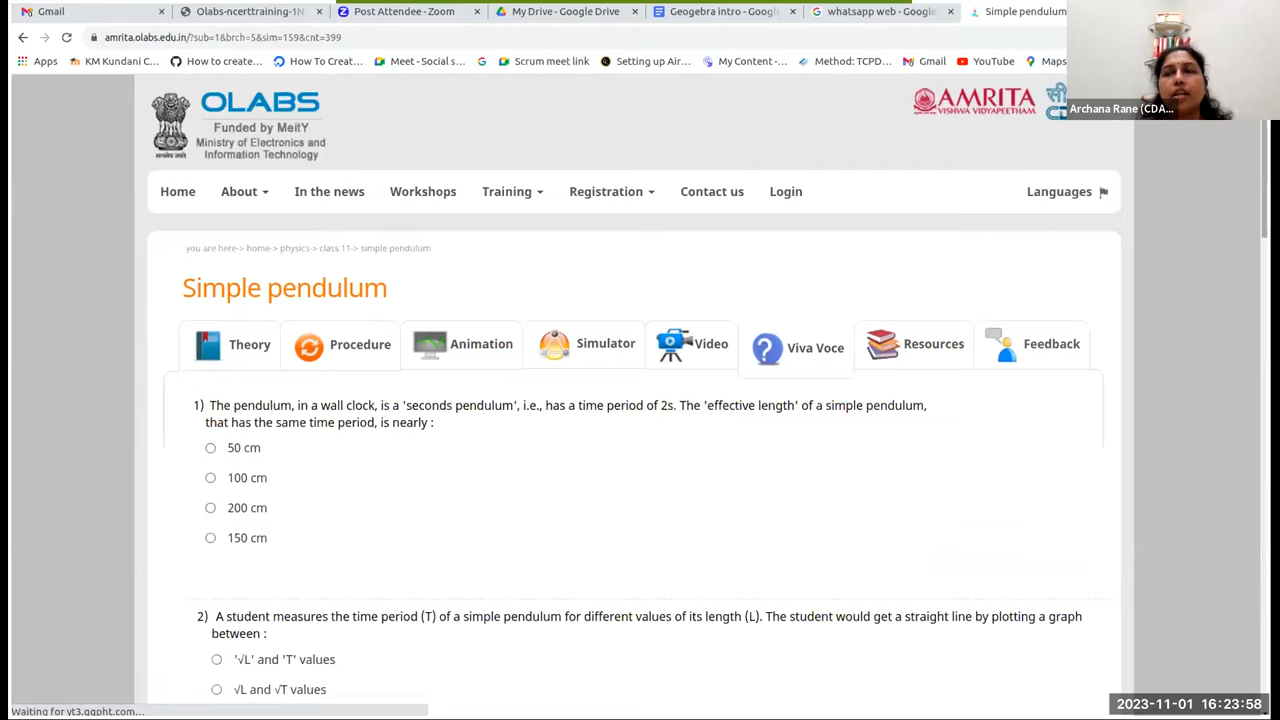 Gmail
Olabs-ncerttraining-1N
Post Attendee - Zoom
My Drive - Google Drive
Geogebra intro - Google
whatsapp web - Google
Simple pendulum
amrita.olabs.edu.in/?sub=1&brch=5&sim=159&cnt=399
Apps
KM Kundani C...
How to create...
How To Creat...
Meet - Social s...
Scrum meet link
Setting up Air...
My Content -...
Method: TCPD...
Gmail
YouTube
Maps
Archana Rane (CDA...
OLABS
Funded by MeitY
Ministry of Electronics and
Information Technology
सत्यमेव जयते
AMRITA
VISHWA VIDYAPEETHAM
Home
About
In the news
Workshops
Training
Registration
Contact us
Login
Languages
you are here-> home-> physics-> class 11-> simple pendulum
Simple pendulum
Theory
Procedure
Animation
Simulator
Video
Viva Voce
Resources
Feedback
1) The pendulum, in a wall clock, is a 'seconds pendulum', i.e., has a time period of 2s. The 'effective length' of a simple pendulum,
that has the same time period, is nearly :
50 cm
100 cm
200 cm
150 cm
2) A student measures the time period (T) of a simple pendulum for different values of its length (L). The student would get a straight line by plotting a graph
between :
'√L' and 'T' values
√L and √T values
Waiting for yt3.ggpht.com...
2023-11-01 16:23:58